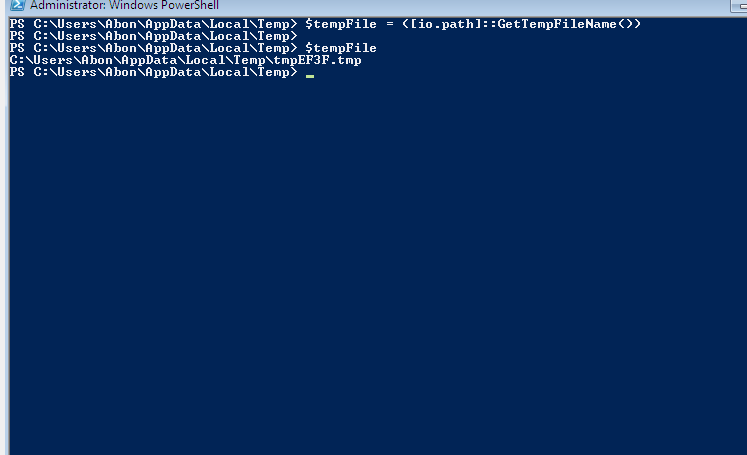 Administrator: Windows PowerShell
PS C:\Users\Abon\AppData\Local\Temp> $tempFile = ([io.path]::GetTempFileName())
PS C:\Users\Abon\AppData\Local\Temp>
PS C:\Users\Abon\AppData\Local\Temp> $tempFile
C:\Users\Abon\AppData\Local\Temp\tmpEF3F.tmp
PS C:\Users\Abon\AppData\Local\Temp> _